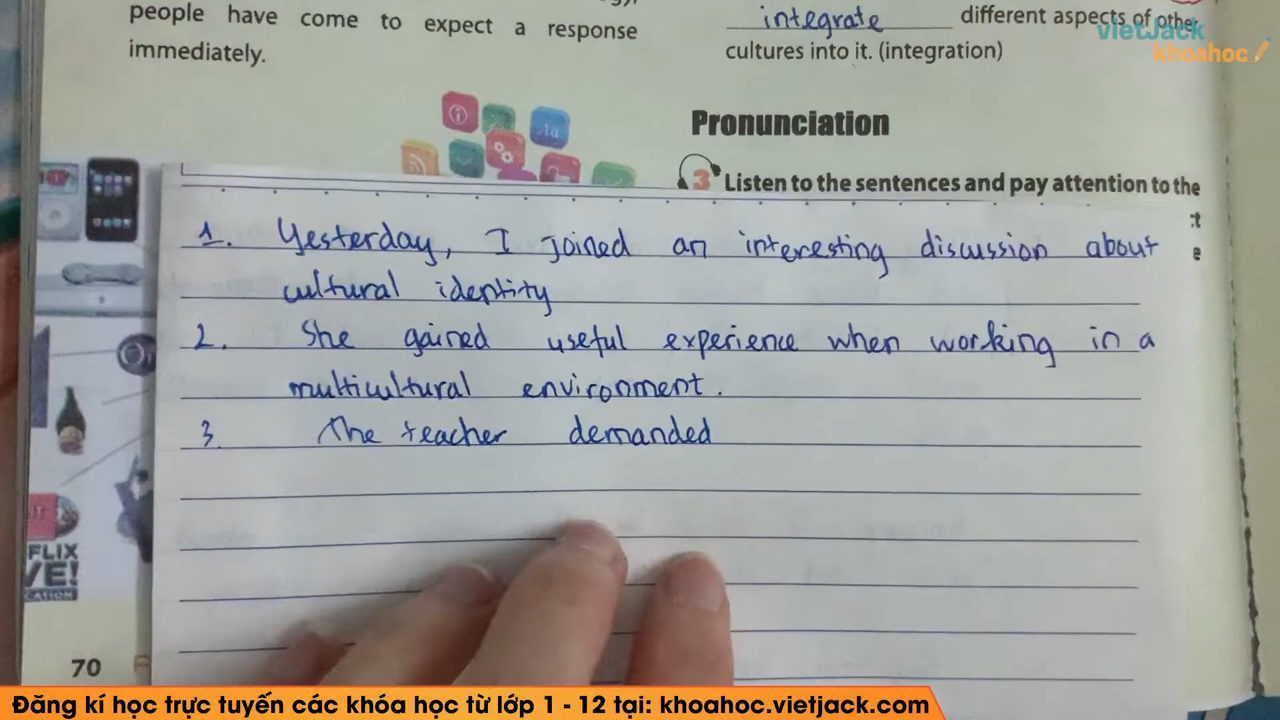 people have come to expect a response
immediately.
integrate different aspects of other
cultures into it. (integration)
vietJack
khoahoc
Pronunciation
3 Listen to the sentences and pay attention to the
1. Yesterday, I joined an interesting discussion about
cultural identity
2. She gained useful experience when working in a
multicultural environment.
3. The teacher demanded
FLIX
VE!
CATION
70
Đăng kí học trực tuyến các khóa học từ lớp 1 - 12 tại: khoahoc.vietjack.com